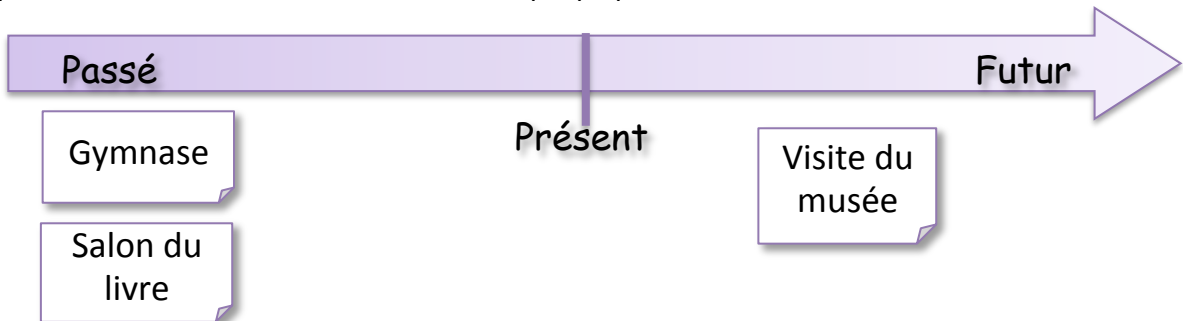 Passé
Futur
Présent
Gymnase
Visite du
musée
Salon du
livre